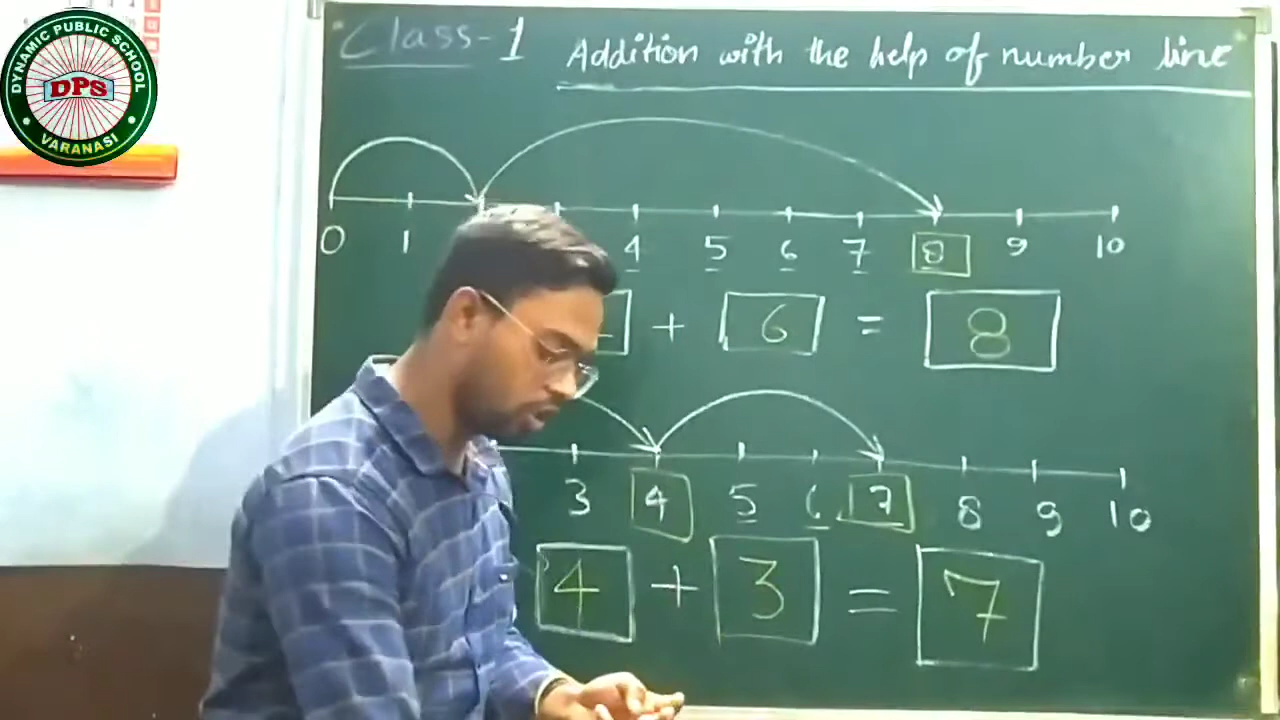 DYNAMIC PUBLIC SCHOOL
DPS
VARANASI
Class-1 Addition with the help of number line
0 1 4 5 6 7 8 9 10
+ 6 = 8
3 4 5 6 7 8 9 10
4 + 3 = 7